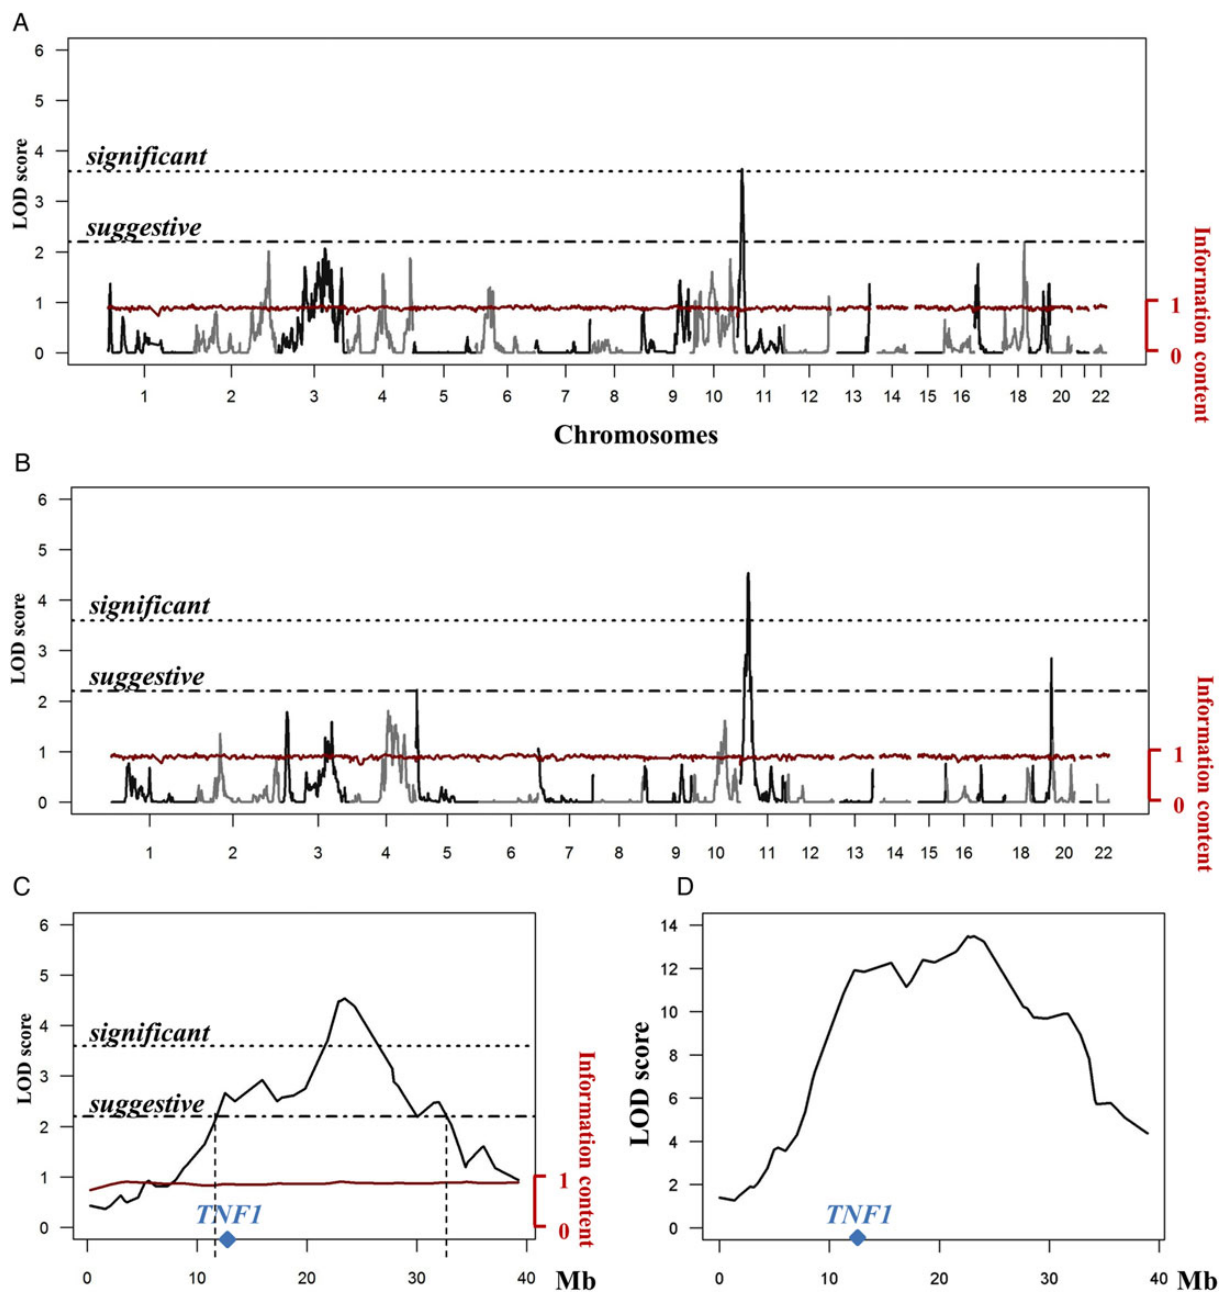 A
6
5
4
3
2
1
0
LOD score
significant
suggestive
1
0
Information content
1 2 3 4 5 6 7 8 9 10 11 12 13 14 15 16 18 20 22
Chromosomes
B
6
5
4
3
2
1
0
LOD score
significant
suggestive
1
0
Information content
1 2 3 4 5 6 7 8 9 10 11 12 13 14 15 16 18 20 22
C
6
5
4
3
2
1
0
LOD score
significant
suggestive
TNF1
1
0
Information content
0 10 20 30 40 Mb
D
14
12
10
8
6
4
2
0
LOD score
TNF1
0 10 20 30 40 Mb